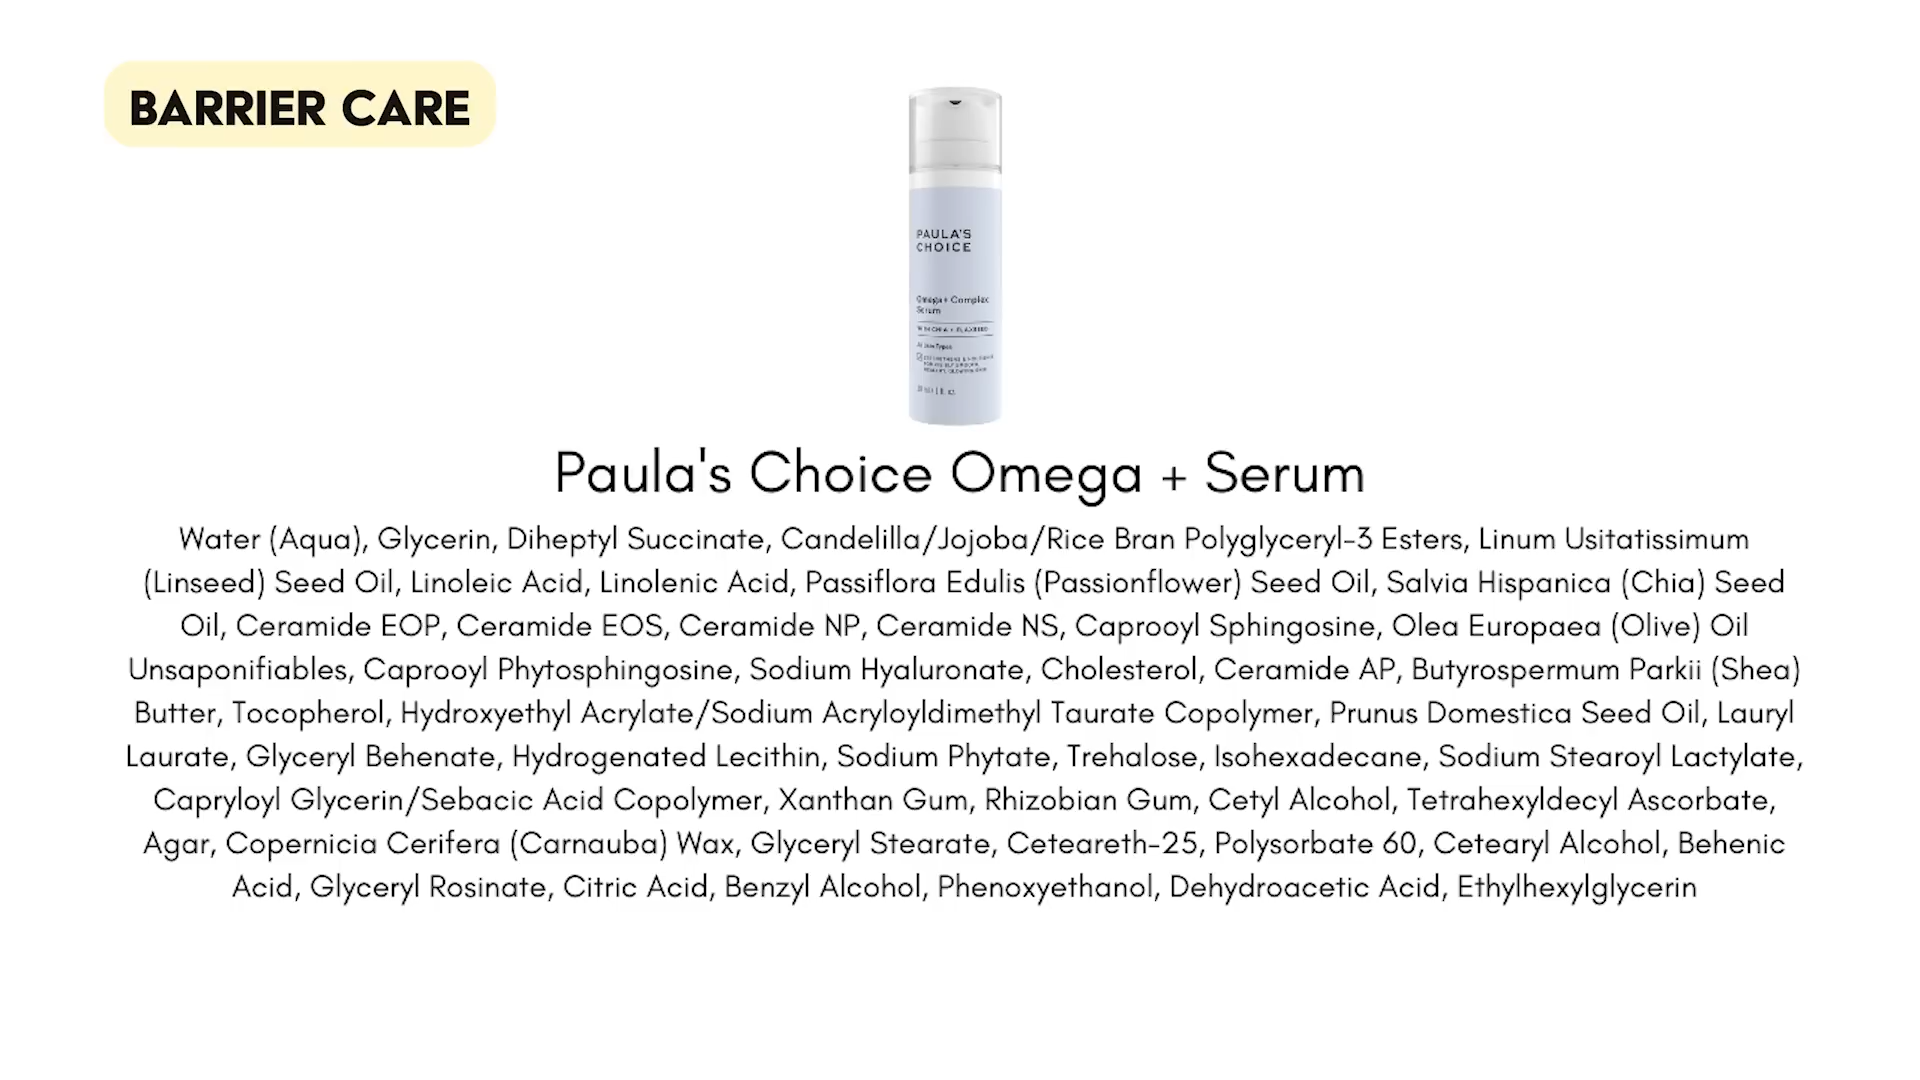 BARRIER CARE
PAULA'S
CHOICE
Omega+ Complex
Serum
Paula's Choice Omega + Serum
Water (Aqua), Glycerin, Diheptyl Succinate, Candelilla/Jojoba/Rice Bran Polyglyceryl-3 Esters, Linum Usitatissimum
(Linseed) Seed Oil, Linoleic Acid, Linolenic Acid, Passiflora Edulis (Passionflower) Seed Oil, Salvia Hispanica (Chia) Seed
Oil, Ceramide EOP, Ceramide EOS, Ceramide NP, Ceramide NS, Caprooyl Sphingosine, Olea Europaea (Olive) Oil
Unsaponifiables, Caprooyl Phytosphingosine, Sodium Hyaluronate, Cholesterol, Ceramide AP, Butyrospermum Parkii (Shea)
Butter, Tocopherol, Hydroxyethyl Acrylate/Sodium Acryloyldimethyl Taurate Copolymer, Prunus Domestica Seed Oil, Lauryl
Laurate, Glyceryl Behenate, Hydrogenated Lecithin, Sodium Phytate, Trehalose, Isohexadecane, Sodium Stearoyl Lactylate,
Capryloyl Glycerin/Sebacic Acid Copolymer, Xanthan Gum, Rhizobian Gum, Cetyl Alcohol, Tetrahexyldecyl Ascorbate,
Agar, Copernicia Cerifera (Carnauba) Wax, Glyceryl Stearate, Ceteareth-25, Polysorbate 60, Cetearyl Alcohol, Behenic
Acid, Glyceryl Rosinate, Citric Acid, Benzyl Alcohol, Phenoxyethanol, Dehydroacetic Acid, Ethylhexylglycerin